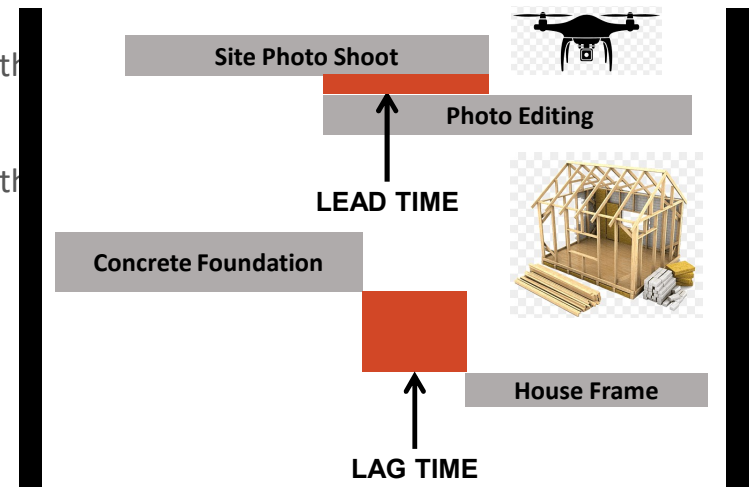 Site Photo Shoot
Photo Editing
LEAD TIME
Concrete Foundation
House Frame
LAG TIME